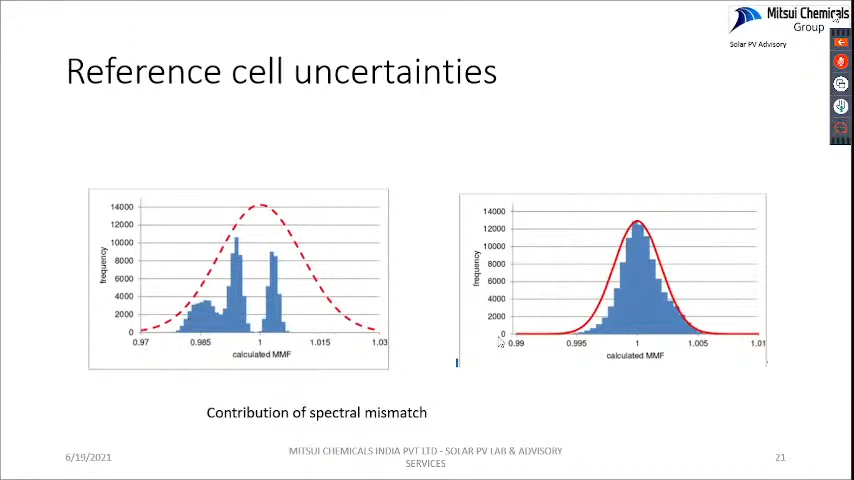 Mitsui Chemicals
Group
Solar PV Advisory
Reference cell uncertainties
14000
12000
10000
8000
6000
4000
2000
0
frequency
0.97
0.985
1
1.015
1.03
calculated MMF
14000
12000
10000
8000
6000
4000
2000
0
frequency
0.99
0.995
1
1.005
1.01
calculated MMF
Contribution of spectral mismatch
6/19/2021
MITSUI CHEMICALS INDIA PVT LTD - SOLAR PV LAB & ADVISORY
SERVICES
21